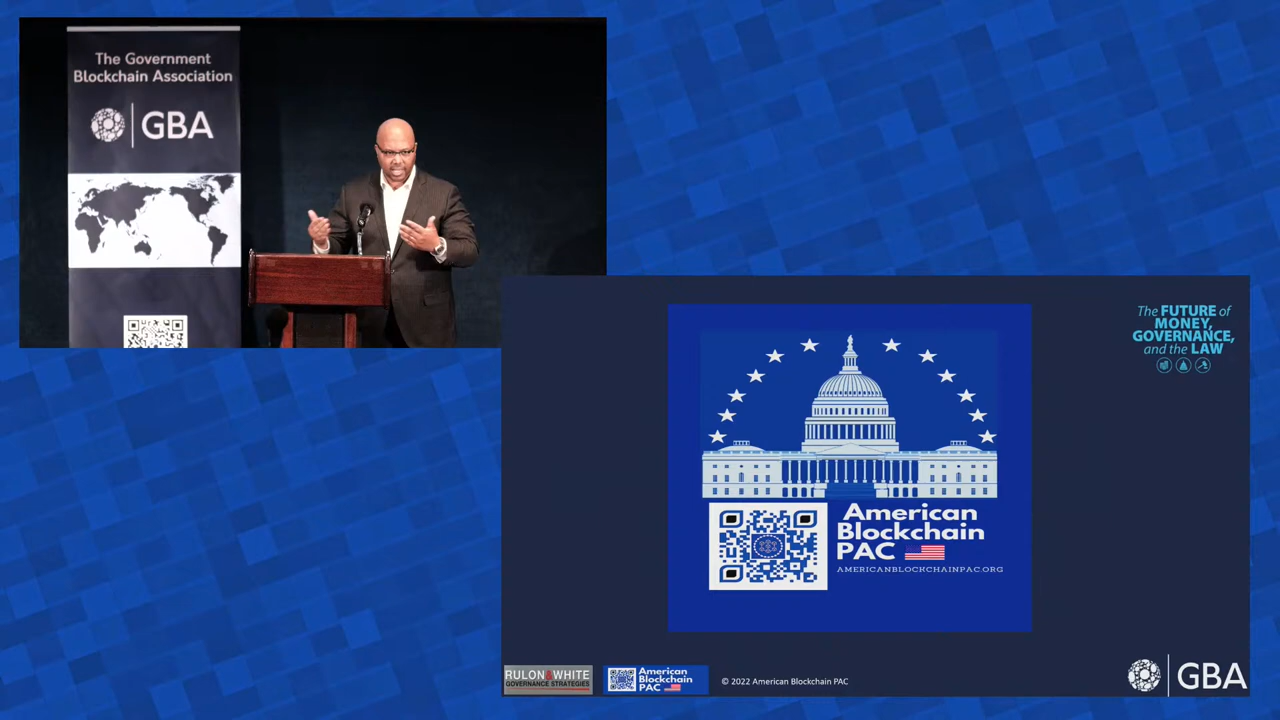 The Government
Blockchain Association
GBA
The FUTURE of
MONEY,
GOVERNANCE,
and the LAW
American
Blockchain
PAC
AMERICANBLOCKCHAINPAC.ORG
RULON&WHITE
GOVERNANCE STRATEGIES
American
Blockchain
PAC
© 2022 American Blockchain PAC
GBA